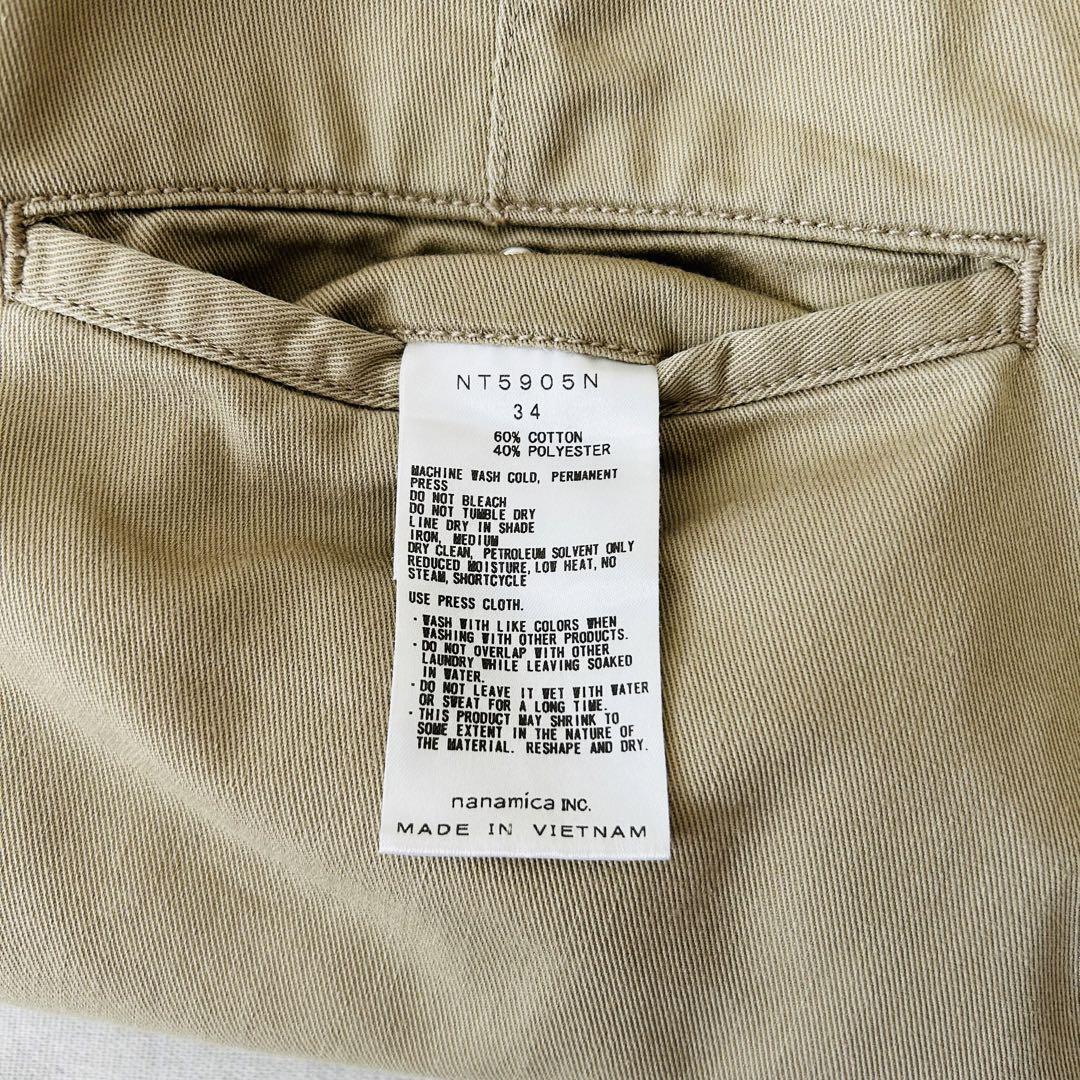 NT5905N
34
60% COTTON
40% POLYESTER
MACHINE WASH COLD, PERMANENT
PRESS
DO NOT BLEACH
DO NOT TUMBLE DRY
LINE DRY IN SHADE
IRON, MEDIUM
DRY CLEAN, PETROLEUM SOLVENT ONLY
REDUCED MOISTURE, LOW HEAT, NO
STEAM, SHORTCYCLE
USE PRESS CLOTH.
・WASH WITH LIKE COLORS WHEN
WASHING WITH OTHER PRODUCTS.
・DO NOT OVERLAP WITH OTHER
LAUNDRY WHILE LEAVING SOAKED
IN WATER.
・DO NOT LEAVE IT WET WITH WATER
OR SWEAT FOR A LONG TIME.
・THIS PRODUCT MAY SHRINK TO
SOME EXTENT IN THE NATURE OF
THE MATERIAL. RESHAPE AND DRY.
nanamica INC.
MADE IN VIETNAM